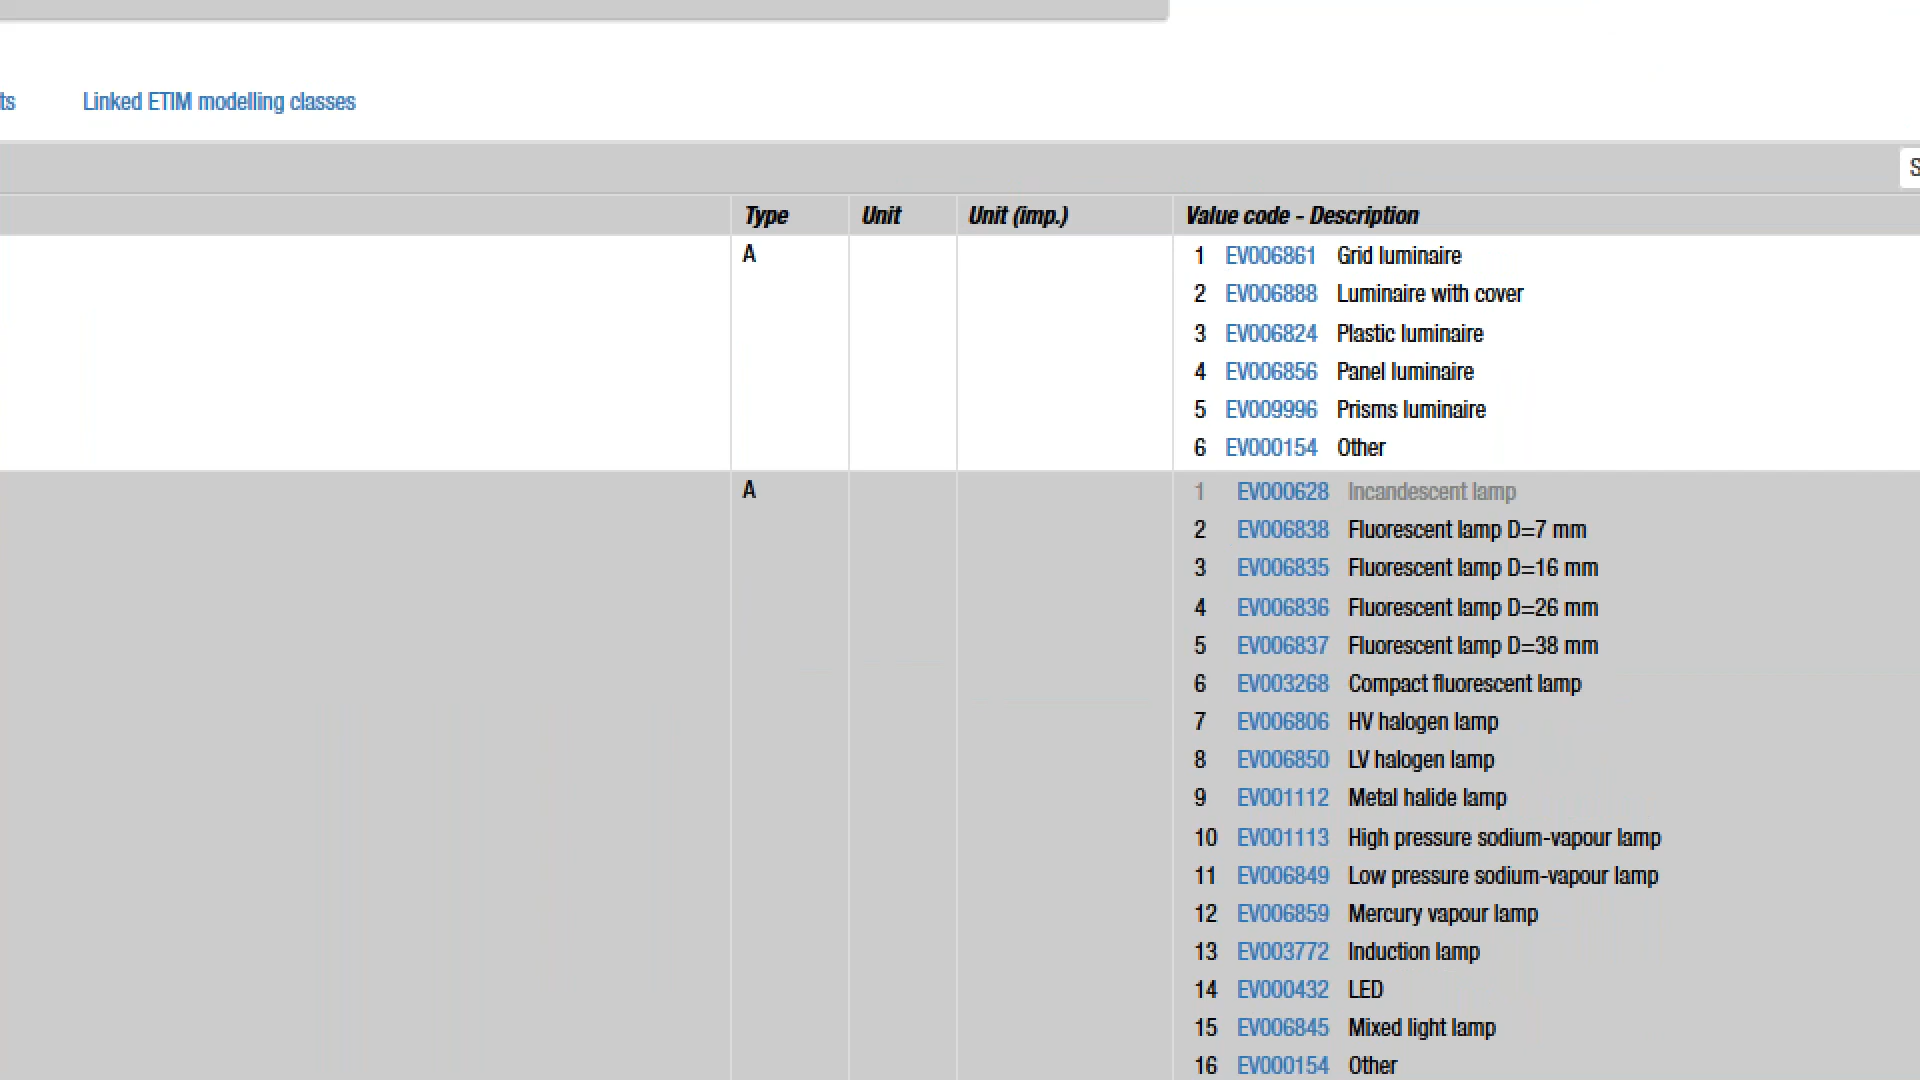 ts Linked ETIM modelling classes
S
Type Unit Unit (imp.) Value code - Description
A 1 EV006861 Grid luminaire
2 EV006888 Luminaire with cover
3 EV006824 Plastic luminaire
4 EV006856 Panel luminaire
5 EV009996 Prisms luminaire
6 EV000154 Other
A 1 EV000628 Incandescent lamp
2 EV006838 Fluorescent lamp D=7 mm
3 EV006835 Fluorescent lamp D=16 mm
4 EV006836 Fluorescent lamp D=26 mm
5 EV006837 Fluorescent lamp D=38 mm
6 EV003268 Compact fluorescent lamp
7 EV006806 HV halogen lamp
8 EV006850 LV halogen lamp
9 EV001112 Metal halide lamp
10 EV001113 High pressure sodium-vapour lamp
11 EV006849 Low pressure sodium-vapour lamp
12 EV006859 Mercury vapour lamp
13 EV003772 Induction lamp
14 EV000432 LED
15 EV006845 Mixed light lamp
16 EV000154 Other